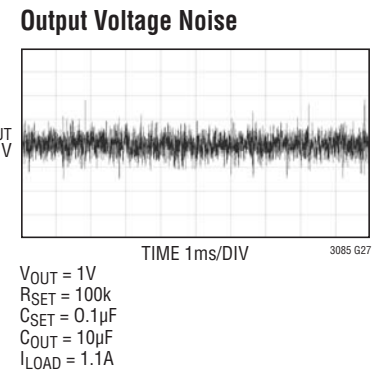 Output Voltage Noise
UT
V
TIME 1ms/DIV
3085 G27
VOUT = 1V
RSET = 100k
CSET = 0.1µF
COUT = 10µF
ILOAD = 1.1A